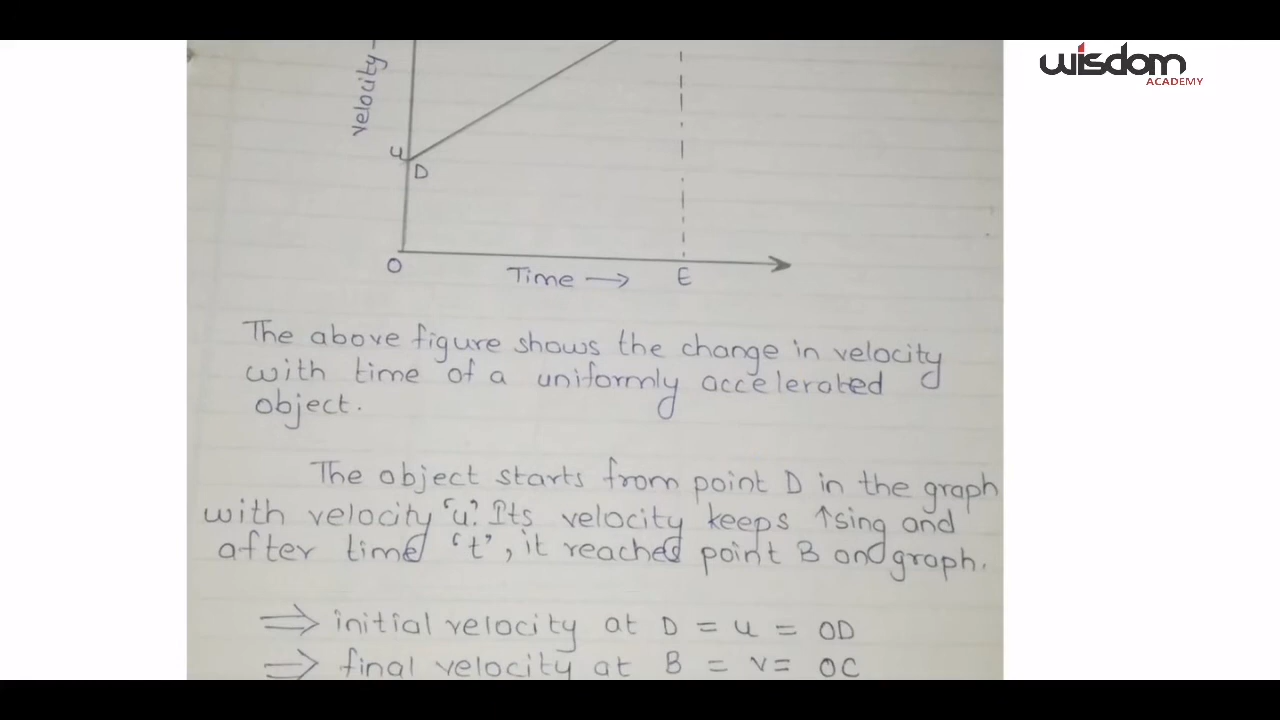 wisdom
ACADEMY
velocity
u
D
O
Time → E
The above figure shows the change in velocity
with time of a uniformly accelerated
object.
The object starts from point D in the graph
with velocity 'u'. Its velocity keeps ↑sing and
after time 't', it reached point B on graph.
⇒ initial velocity at D = u = OD
⇒ final velocity at B = v = OC